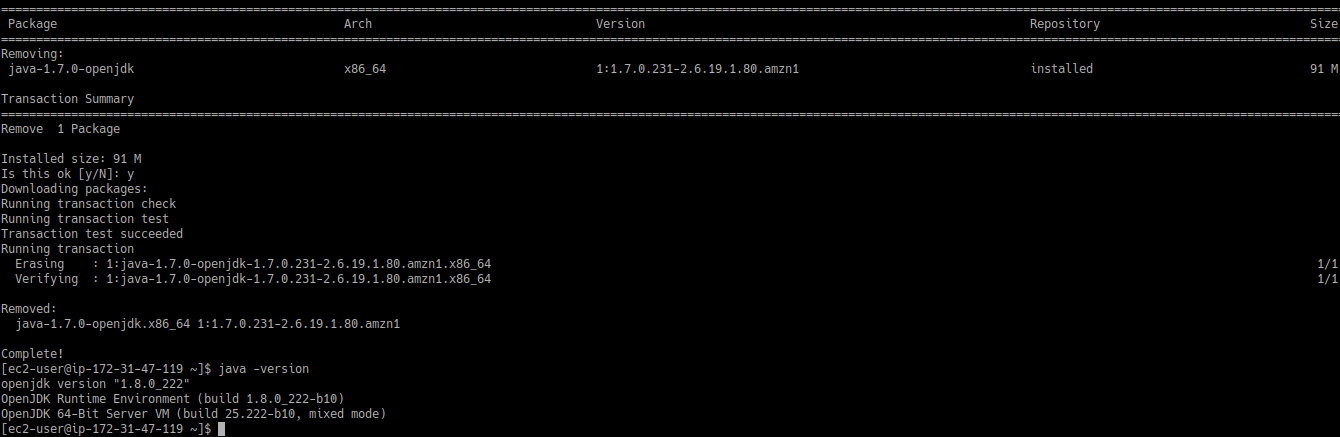 ================================================================================
Package Arch Version Repository Size
================================================================================
Removing:
java-1.7.0-openjdk x86_64 1:1.7.0.231-2.6.19.1.80.amzn1 installed 91 M
Transaction Summary
================================================================================
Remove  1 Package
Installed size: 91 M
Is this ok [y/N]: y
Downloading packages:
Running transaction check
Running transaction test
Transaction test succeeded
Running transaction
Erasing    : 1:java-1.7.0-openjdk-1.7.0.231-2.6.19.1.80.amzn1.x86_64 1/1
Verifying  : 1:java-1.7.0-openjdk-1.7.0.231-2.6.19.1.80.amzn1.x86_64 1/1
Removed:
java-1.7.0-openjdk.x86_64 1:1.7.0.231-2.6.19.1.80.amzn1
Complete!
[ec2-user@ip-172-31-47-119 ~]$ java -version
openjdk version "1.8.0_222"
OpenJDK Runtime Environment (build 1.8.0_222-b10)
OpenJDK 64-Bit Server VM (build 25.222-b10, mixed mode)
[ec2-user@ip-172-31-47-119 ~]$